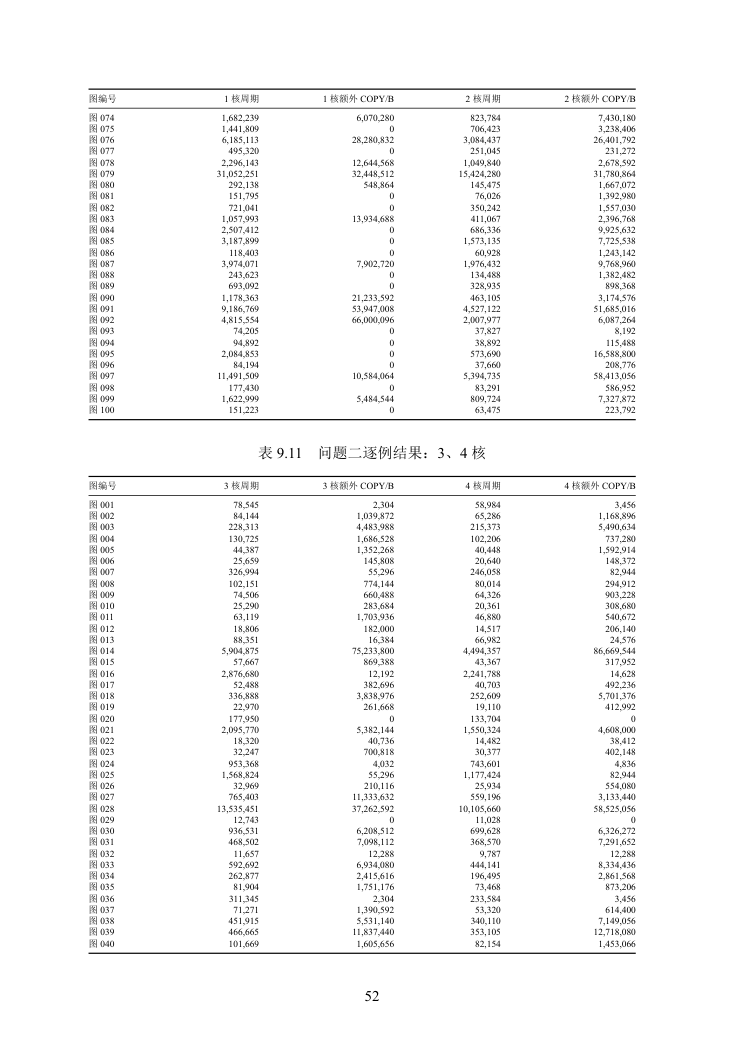 图编号 1 核周期 1 核额外 COPY/B 2 核周期 2 核额外 COPY/B
图 074 1,682,239 6,070,280 823,784 7,430,180
图 075 1,441,809 0 706,423 3,238,406
图 076 6,185,113 28,280,832 3,084,437 26,401,792
图 077 495,320 0 251,045 231,272
图 078 2,296,143 12,644,568 1,049,840 2,678,592
图 079 31,052,251 32,448,512 15,424,280 31,780,864
图 080 292,138 548,864 145,475 1,667,072
图 081 151,795 0 76,026 1,392,980
图 082 721,041 0 350,242 1,557,030
图 083 1,057,993 13,934,688 411,067 2,396,768
图 084 2,507,412 0 686,336 9,925,632
图 085 3,187,899 0 1,573,135 7,725,538
图 086 118,403 0 60,928 1,243,142
图 087 3,974,071 7,902,720 1,976,432 9,768,960
图 088 243,623 0 134,488 1,382,482
图 089 693,092 0 328,935 898,368
图 090 1,178,363 21,233,592 463,105 3,174,576
图 091 9,186,769 53,947,008 4,527,122 51,685,016
图 092 4,815,554 66,000,096 2,007,977 6,087,264
图 093 74,205 0 37,827 8,192
图 094 94,892 0 38,892 115,488
图 095 2,084,853 0 573,690 16,588,800
图 096 84,194 0 37,660 208,776
图 097 11,491,509 10,584,064 5,394,735 58,413,056
图 098 177,430 0 83,291 586,952
图 099 1,622,999 5,484,544 809,724 7,327,872
图 100 151,223 0 63,475 223,792
表 9.11 问题二逐例结果：3、4 核
图编号 3 核周期 3 核额外 COPY/B 4 核周期 4 核额外 COPY/B
图 001 78,545 2,304 58,984 3,456
图 002 84,144 1,039,872 65,286 1,168,896
图 003 228,313 4,483,988 215,373 5,490,634
图 004 130,725 1,686,528 102,206 737,280
图 005 44,387 1,352,268 40,448 1,592,914
图 006 25,659 145,808 20,640 148,372
图 007 326,994 55,296 246,058 82,944
图 008 102,151 774,144 80,014 294,912
图 009 74,506 660,488 64,326 903,228
图 010 25,290 283,684 20,361 308,680
图 011 63,119 1,703,936 46,880 540,672
图 012 18,806 182,000 14,517 206,140
图 013 88,351 16,384 66,982 24,576
图 014 5,904,875 75,233,800 4,494,357 86,669,544
图 015 57,667 869,388 43,367 317,952
图 016 2,876,680 12,192 2,241,788 14,628
图 017 52,488 382,696 40,703 492,236
图 018 336,888 3,838,976 252,609 5,701,376
图 019 22,970 261,668 19,110 412,992
图 020 177,950 0 133,704 0
图 021 2,095,770 5,382,144 1,550,324 4,608,000
图 022 18,320 40,736 14,482 38,412
图 023 32,247 700,818 30,377 402,148
图 024 953,368 4,032 743,601 4,836
图 025 1,568,824 55,296 1,177,424 82,944
图 026 32,969 210,116 25,934 554,080
图 027 765,403 11,333,632 559,196 3,133,440
图 028 13,535,451 37,262,592 10,105,660 58,525,056
图 029 12,743 0 11,028 0
图 030 936,531 6,208,512 699,628 6,326,272
图 031 468,502 7,098,112 368,570 7,291,652
图 032 11,657 12,288 9,787 12,288
图 033 592,692 6,934,080 444,141 8,334,436
图 034 262,877 2,415,616 196,495 2,861,568
图 035 81,904 1,751,176 73,468 873,206
图 036 311,345 2,304 233,584 3,456
图 037 71,271 1,390,592 53,320 614,400
图 038 451,915 5,531,140 340,110 7,149,056
图 039 466,665 11,837,440 353,105 12,718,080
图 040 101,669 1,605,656 82,154 1,453,066
52